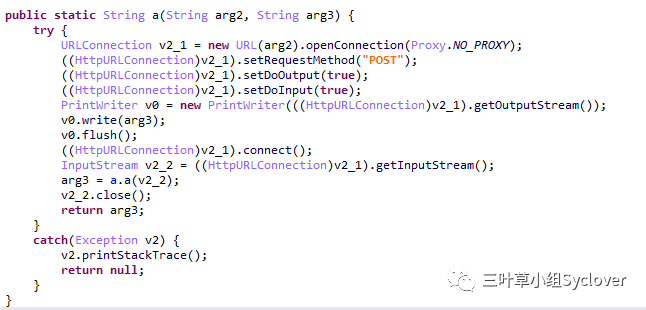 public static String a(String arg2, String arg3) {
    try {
        URLConnection v2_1 = new URL(arg2).openConnection(Proxy.NO_PROXY);
        ((HttpURLConnection)v2_1).setRequestMethod("POST");
        ((HttpURLConnection)v2_1).setDoOutput(true);
        ((HttpURLConnection)v2_1).setDoInput(true);
        PrintWriter v0 = new PrintWriter(((HttpURLConnection)v2_1).getOutputStream());
        v0.write(arg3);
        v0.flush();
        ((HttpURLConnection)v2_1).connect();
        InputStream v2_2 = ((HttpURLConnection)v2_1).getInputStream();
        arg3 = a.a(v2_2);
        v2_2.close();
        return arg3;
    }
    catch(Exception v2) {
        v2.printStackTrace();
        return null;
    }
}
三叶草小组Syclover